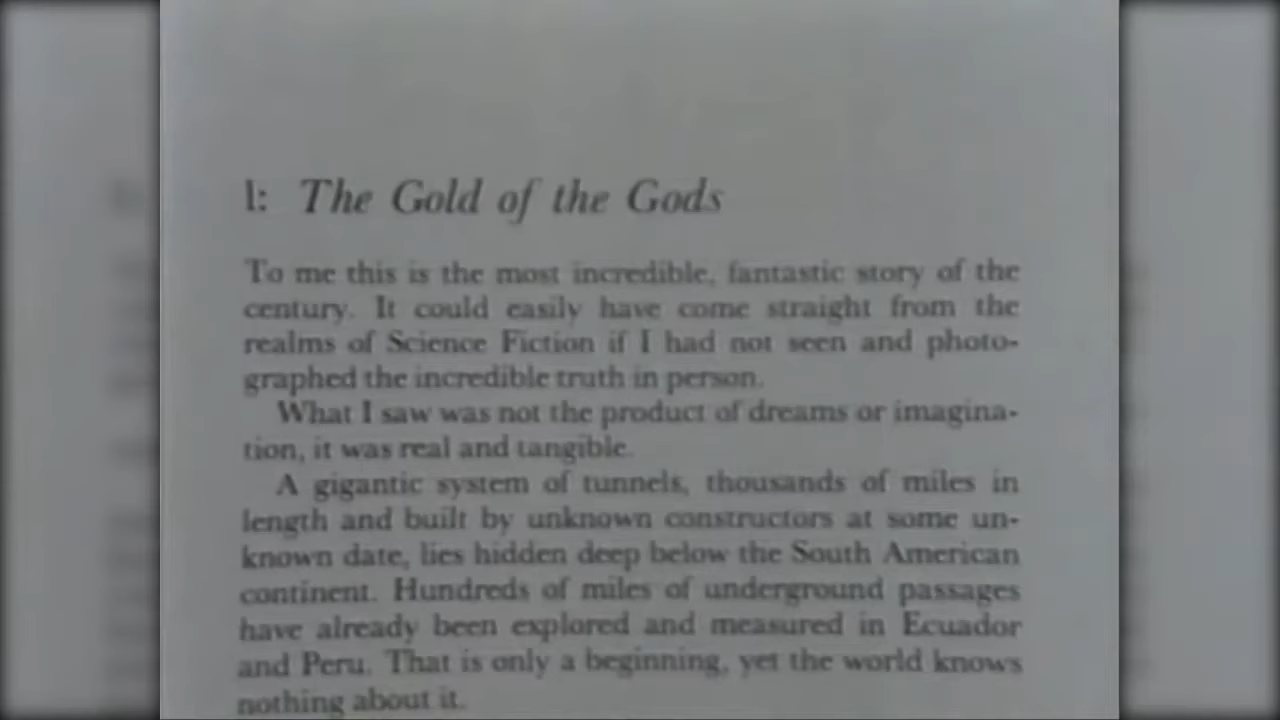 1: The Gold of the Gods
To me this is the most incredible, fantastic story of the
century. It could easily have come straight from the
realms of Science Fiction if I had not seen and photo-
graphed the incredible truth in person.
What I saw was not the product of dreams or imagina-
tion, it was real and tangible.
A gigantic system of tunnels, thousands of miles in
length and built by unknown constructors at some un-
known date, lies hidden deep below the South American
continent. Hundreds of miles of underground passages
have already been explored and measured in Ecuador
and Peru. That is only a beginning, yet the world knows
nothing about it.